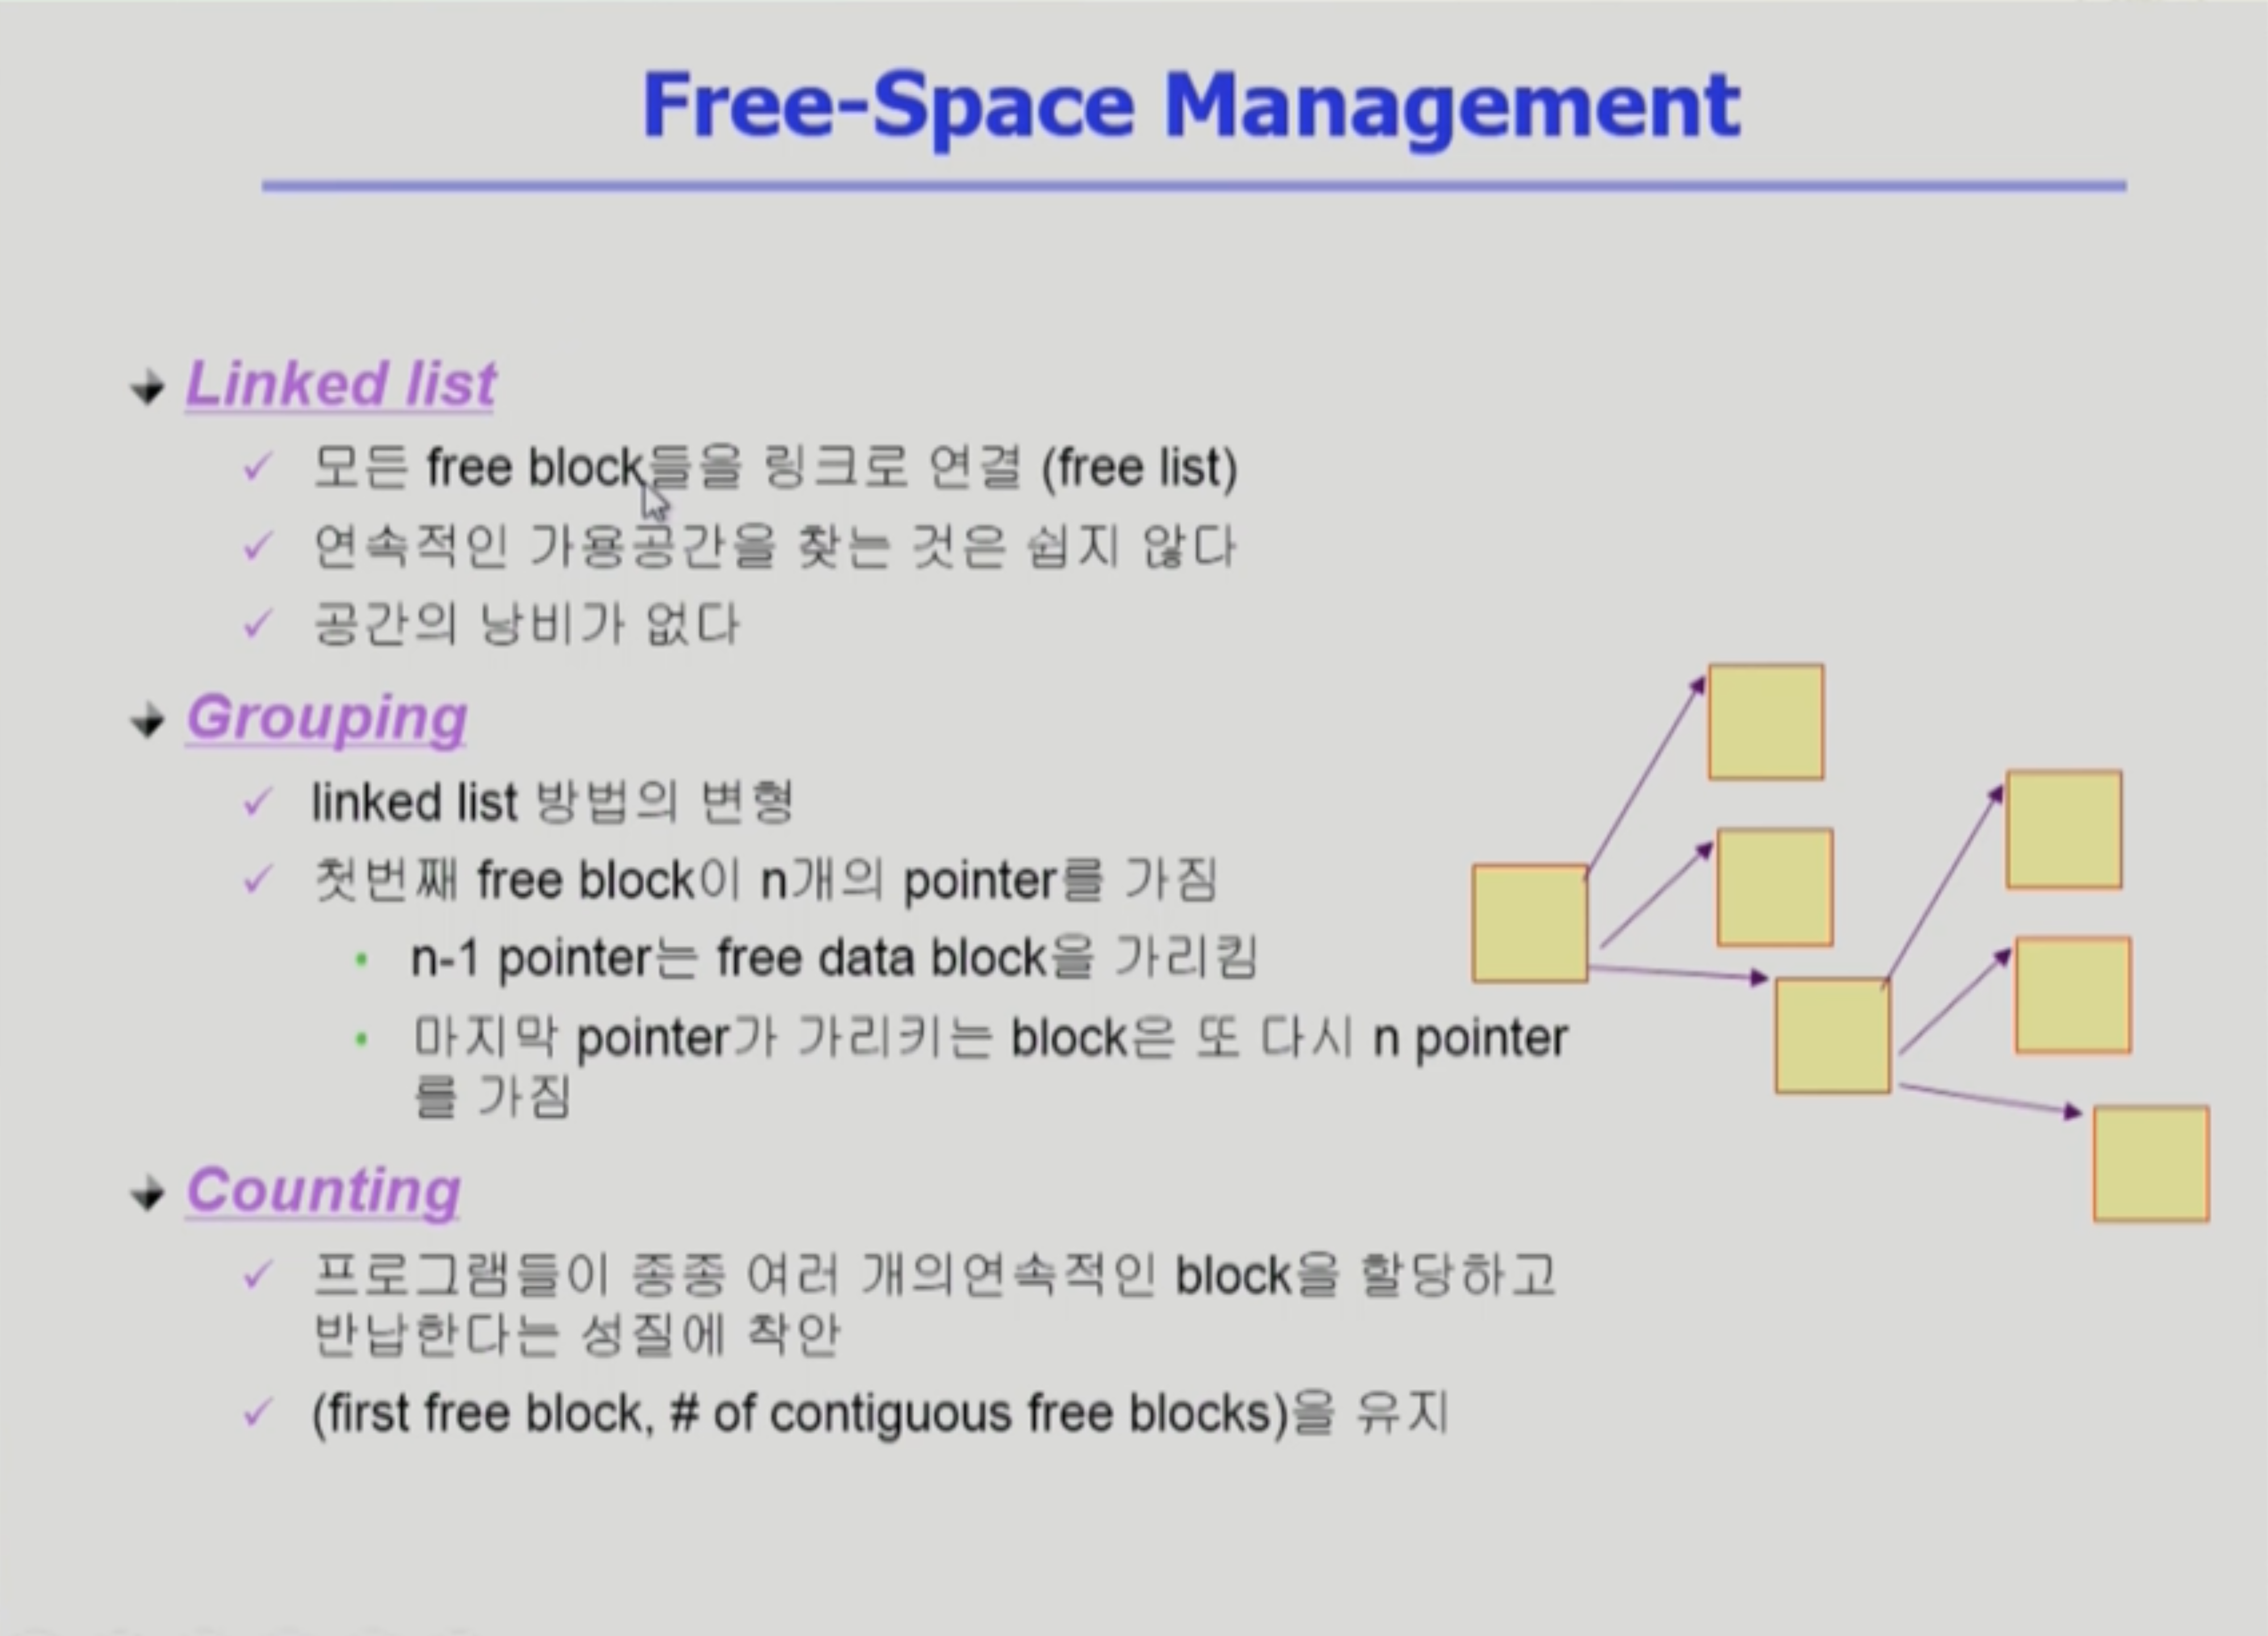 Free-Space Management
Linked list
모든 free block들을 링크로 연결 (free list)
연속적인 가용공간을 찾는 것은 쉽지 않다
공간의 낭비가 없다
Grouping
linked list 방법의 변형
첫번째 free block이 n개의 pointer를 가짐
n-1 pointer는 free data block을 가리킴
마지막 pointer가 가리키는 block은 또 다시 n pointer
를 가짐
Counting
프로그램들이 종종 여러 개의연속적인 block을 할당하고
반납한다는 성질에 착안
(first free block, # of contiguous free blocks)을 유지